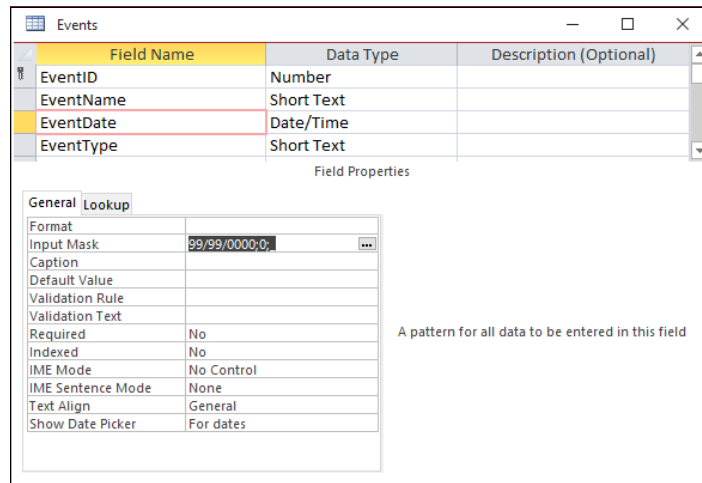 Events
Field Name Data Type Description (Optional)
EventID Number
EventName Short Text
EventDate Date/Time
EventType Short Text
Field Properties
General Lookup
Format
Input Mask 99/99/0000;0;_ ...
Caption
Default Value
Validation Rule
Validation Text
Required No
Indexed No
IME Mode No Control
IME Sentence Mode None
Text Align General
Show Date Picker For dates
A pattern for all data to be entered in this field